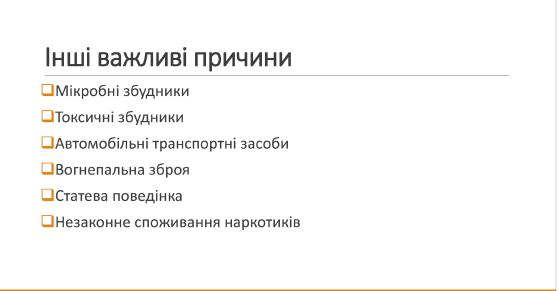 Інші важливі причини
❑Мікробні збудники
❑Токсичні збудники
❑Автомобільні транспортні засоби
❑Вогнепальна зброя
❑Статева поведінка
❑Незаконне споживання наркотиків